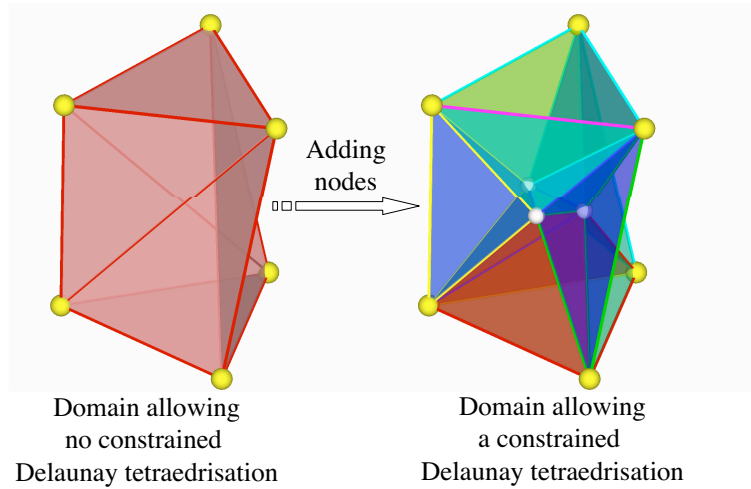 Adding
nodes
Domain allowing
no constrained
Delaunay tetraedrisation
Domain allowing
a constrained
Delaunay tetraedrisation